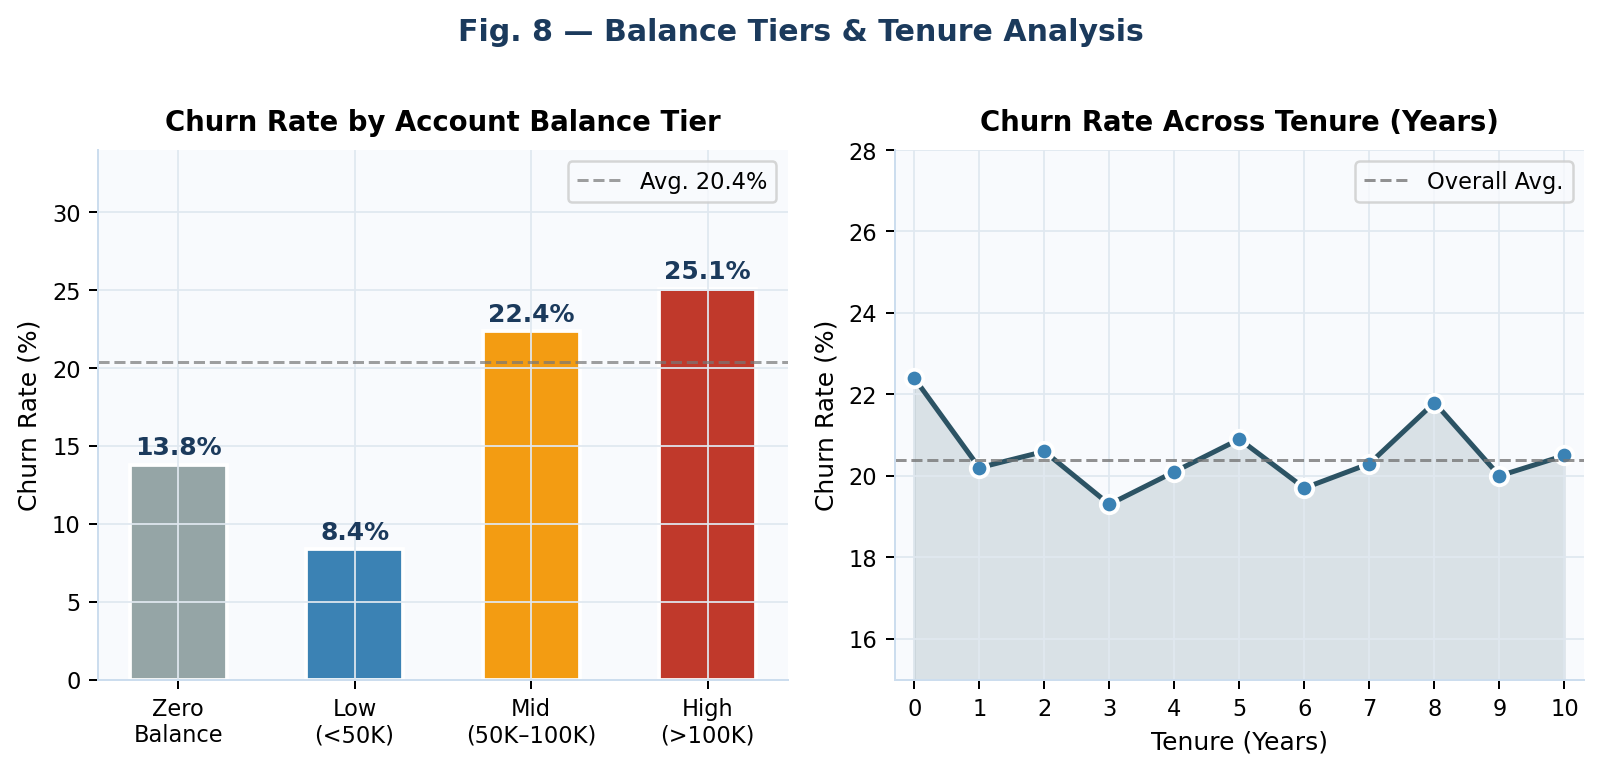 Fig. 8 — Balance Tiers & Tenure Analysis
Churn Rate by Account Balance Tier
Avg. 20.4%
Churn Rate (%)
30
25
20
15
10
5
0
13.8%
8.4%
22.4%
25.1%
Zero
Balance
Low
(<50K)
Mid
(50K–100K)
High
(>100K)
Churn Rate Across Tenure (Years)
Overall Avg.
Churn Rate (%)
28
26
24
22
20
18
16
0 1 2 3 4 5 6 7 8 9 10
Tenure (Years)